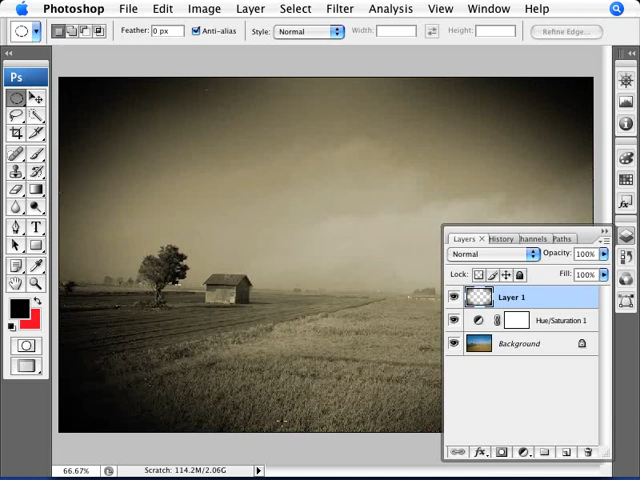 Photoshop File Edit Image Layer Select Filter Analysis View Window Help
Feather: 0 px Anti-alias Style: Normal Width: Height: Refine Edge...
Ps
Layers × History hannels Paths
Normal Opacity: 100%
Lock: Fill: 100%
Layer 1
Hue/Saturation 1
Background
T
fx
66.67% Scratch: 114.2M/2.06G